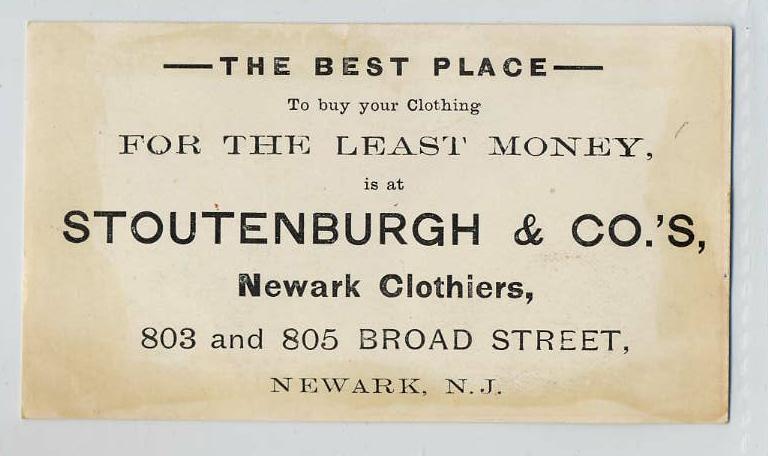 —THE BEST PLACE—
To buy your Clothing
FOR THE LEAST MONEY,
is at
STOUTENBURGH & CO.'S,
Newark Clothiers,
803 and 805 BROAD STREET,
NEWARK, N.J.